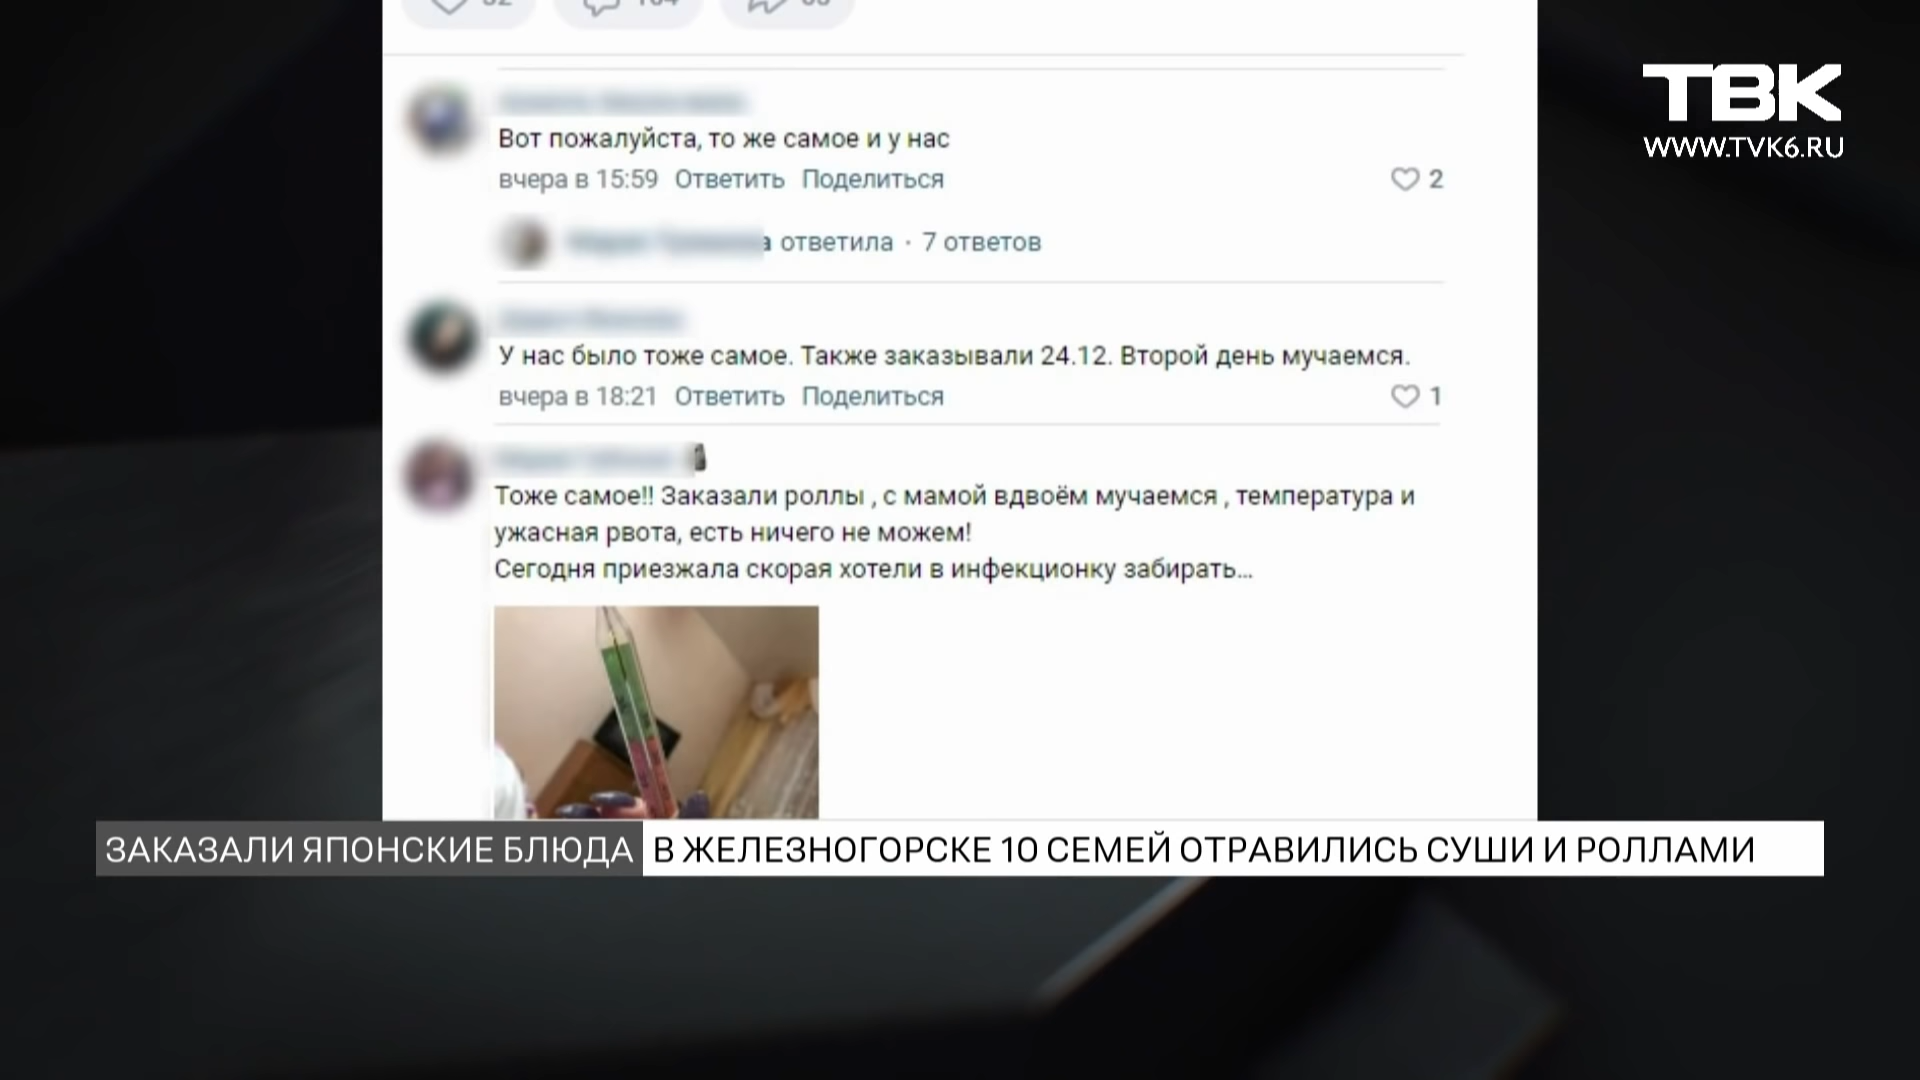 ТВК
WWW.TVK6.RU
Вот пожалуйста, то же самое и у нас
вчера в 15:59 Ответить Поделиться 2
ответила · 7 ответов
У нас было тоже самое. Также заказывали 24.12. Второй день мучаемся.
вчера в 18:21 Ответить Поделиться 1
Тоже самое!! Заказали роллы , с мамой вдвоём мучаемся , температура и
ужасная рвота, есть ничего не можем!
Сегодня приезжала скорая хотели в инфекционку забирать...
ЗАКАЗАЛИ ЯПОНСКИЕ БЛЮДА В ЖЕЛЕЗНОГОРСКЕ 10 СЕМЕЙ ОТРАВИЛИСЬ СУШИ И РОЛЛАМИ